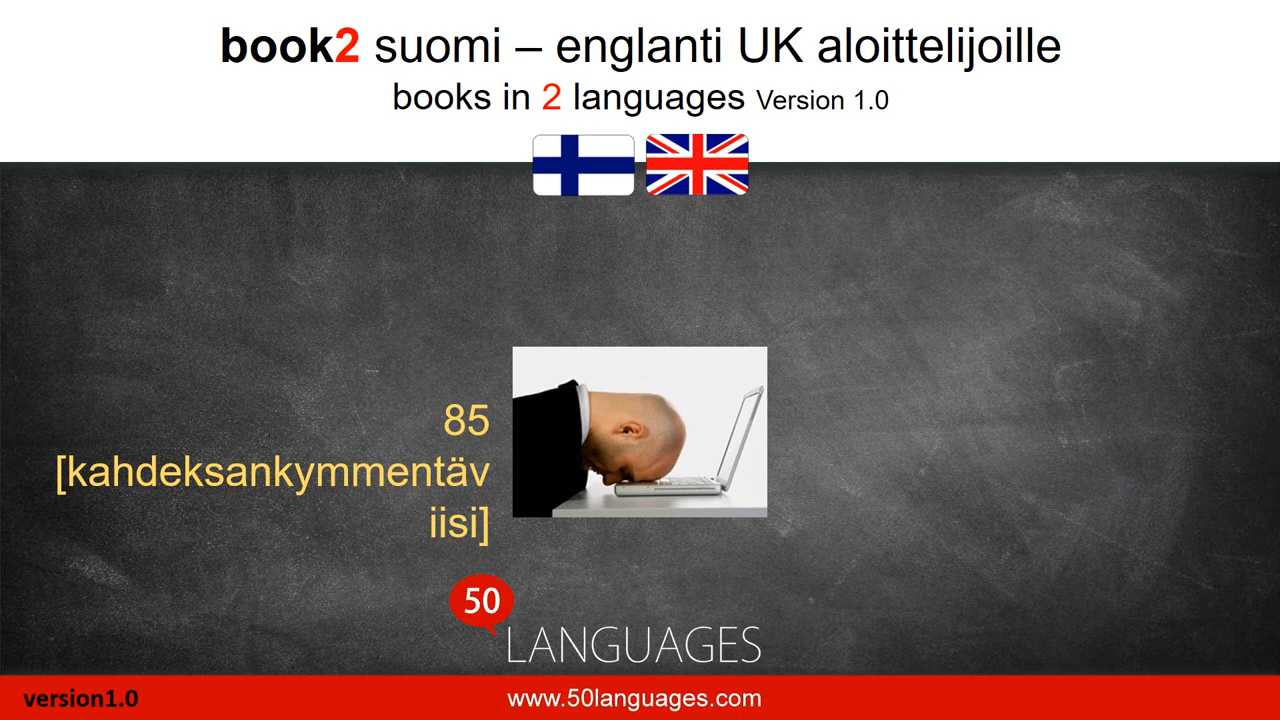 book2 suomi – englanti UK aloittelijoille
books in 2 languages Version 1.0
85
[kahdeksankymmentäv
iisi]
50
LANGUAGES
version1.0
www.50languages.com